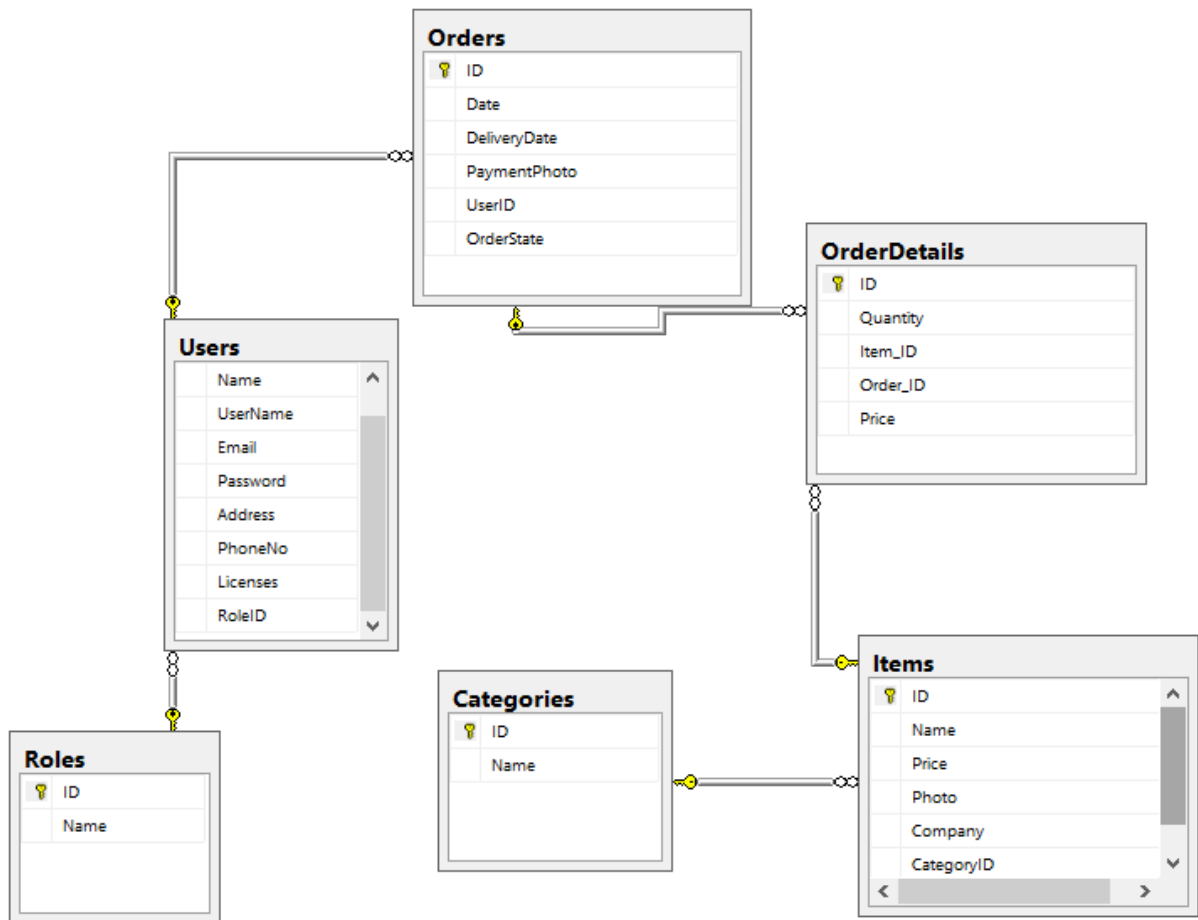 Orders
ID
Date
DeliveryDate
PaymentPhoto
UserID
OrderState
OrderDetails
ID
Quantity
Item_ID
Order_ID
Price
Users
Name
UserName
Email
Password
Address
PhoneNo
Licenses
RoleID
Items
ID
Name
Price
Photo
Company
CategoryID
Categories
ID
Name
Roles
ID
Name